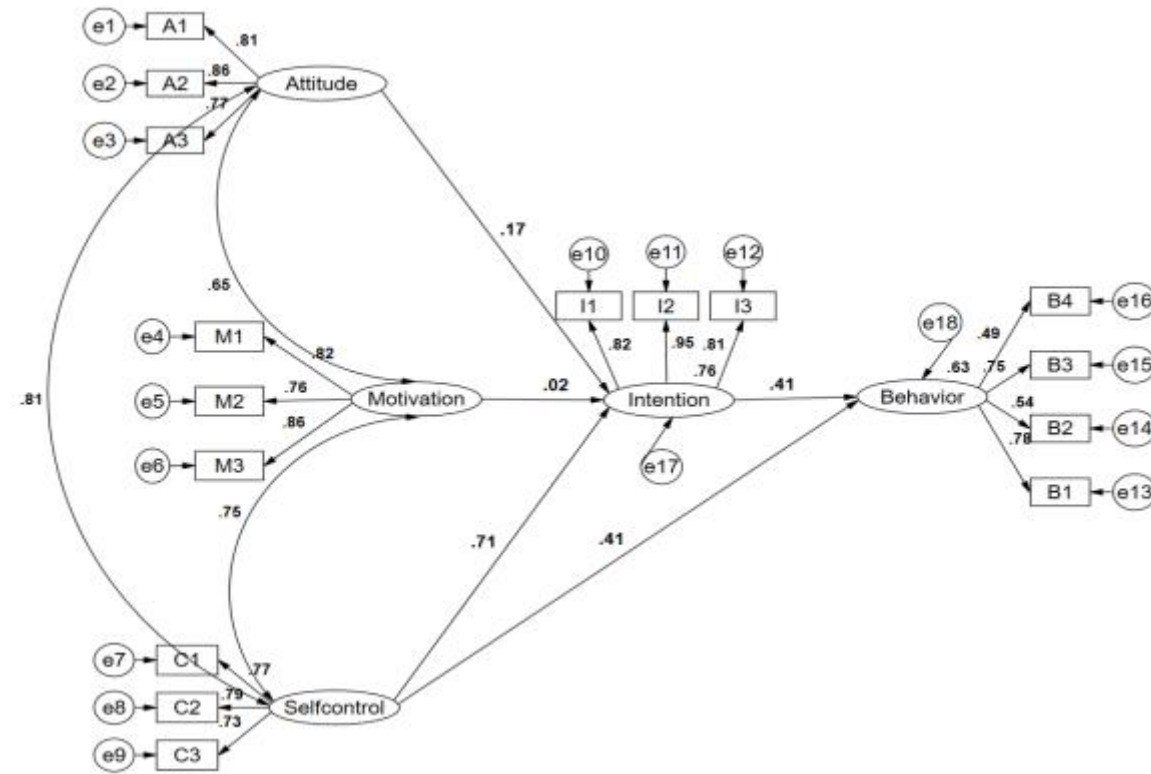 e1 A1
.81
e2 A2 .86 Attitude
.77
e3 A3
.17
e10 e11 e12
.65
I1 I2 I3
B4 e16
e18
.49
e4 M1
.82
.82 .95 .81
.76
.63 .75
B3 e15
.76
e5 M2 Motivation .02 Intention .41 Behavior
.81
.54
.86
B2 e14
.78
e6 M3
e17
B1 e13
.75
.71
.41
e7 C1
.77
.79
e8 C2 Selfcontrol
.73
e9 C3